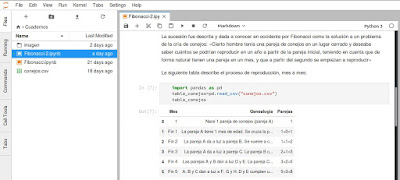 File Edit View Run Kernel Tabs Settings Help
Files
Running
Commands
Cell Tools
Tabs
> Cuadernos
Name
Last Modified
imagen
2 days ago
Fibonacci-2.ipynb
a day ago
Fibonacci.ipynb
21 days ago
conejos.csv
18 days ago
Fibonacci-2.ipy
Markdown
Python 3
La sucesión fue descrita y dada a conocer en occidente por Fibonacci como la solución a un problema
de la cría de conejos: «Cierto hombre tenía una pareja de conejos en un lugar cerrado y deseaba
saber cuántos se podrían reproducir en un año a partir de la pareja inicial, teniendo en cuenta que de
forma natural tienen una pareja en un mes, y que a partir del segundo se empiezan a reproducir».
La siguiente tabla describe el proceso de reproducción, mes a mes.
import pandas as pd
tabla_conejos=pd.read_csv("conejos.csv")
tabla_conejos
Mes Genealogía Parejas
0 1 Nace 1 pareja de conejos (pareja A) 1
1 Fin 1 La pareja A tiene 1 mes de edad. Se cruza la p... 1+0=1
2 Fin 2 La pareja A da a luz a la pareja B. Se vuelve a c... 1+1=2
3 Fin 3 La pareja A da a luz a la pareja C. La pareja B c... 2+1=3
4 Fin 4 Las parejas A y B dan a luz a D y E. La pareja C... 3+2=5
5 Fin 5 A, B y C dan a luz a F, G y H. D y E cumplen u... 5+3=8